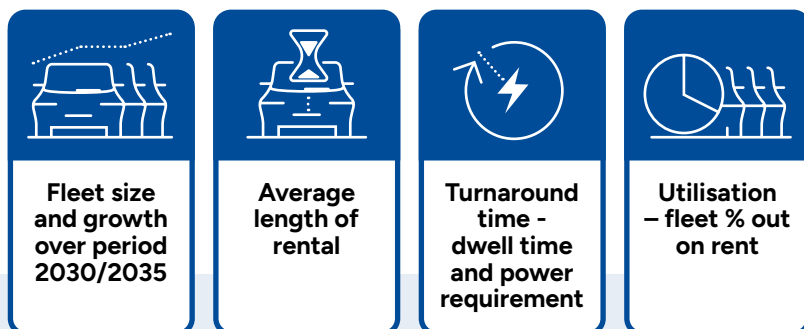 Fleet size
and growth
over period
2030/2035
Average
length of
rental
Turnaround
time -
dwell time
and power
requirement
Utilisation
– fleet % out
on rent